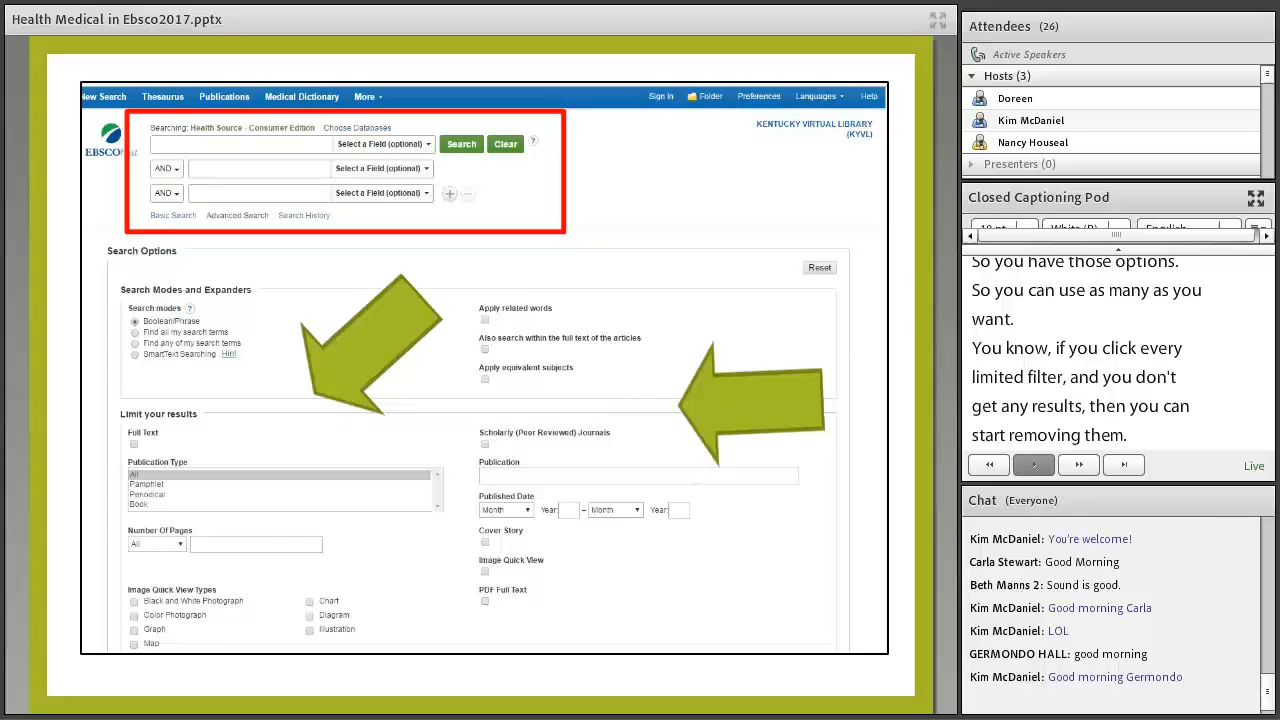 Health Medical in Ebsco2017.pptx
New Search Thesaurus Publications Medical Dictionary More Sign In Folder Preferences Languages Help
Searching: Health Source - Consumer Edition Choose Databases
KENTUCKY VIRTUAL LIBRARY
(KYVL)
EBSCOhost
Select a Field (optional) Search Clear ?
AND Select a Field (optional)
AND Select a Field (optional)
Basic Search Advanced Search Search History
Search Options
Reset
Search Modes and Expanders
Search modes ?
Boolean/Phrase
Find all my search terms
Find any of my search terms
SmartText Searching Hint
Apply related words
Also search within the full text of the articles
Apply equivalent subjects
Limit your results
Full Text
Publication Type
All
Pamphlet
Periodical
Book
Number Of Pages
All
Image Quick View Types
Black and White Photograph
Color Photograph
Graph
Map
Chart
Diagram
Illustration
Scholarly (Peer Reviewed) Journals
Publication
Published Date
Month Year: – Month Year:
Cover Story
Image Quick View
PDF Full Text
Attendees (26)
Active Speakers
Hosts (3)
Doreen
Kim McDaniel
Nancy Houseal
Presenters (0)
Closed Captioning Pod
English
So you have those options.
So you can use as many as you
want.
You know, if you click every
limited filter, and you don't
get any results, then you can
start removing them.
Live
Chat (Everyone)
Kim McDaniel: You're welcome!
Carla Stewart: Good Morning
Beth Manns 2: Sound is good.
Kim McDaniel: Good morning Carla
Kim McDaniel: LOL
GERMONDO HALL: good morning
Kim McDaniel: Good morning Germondo